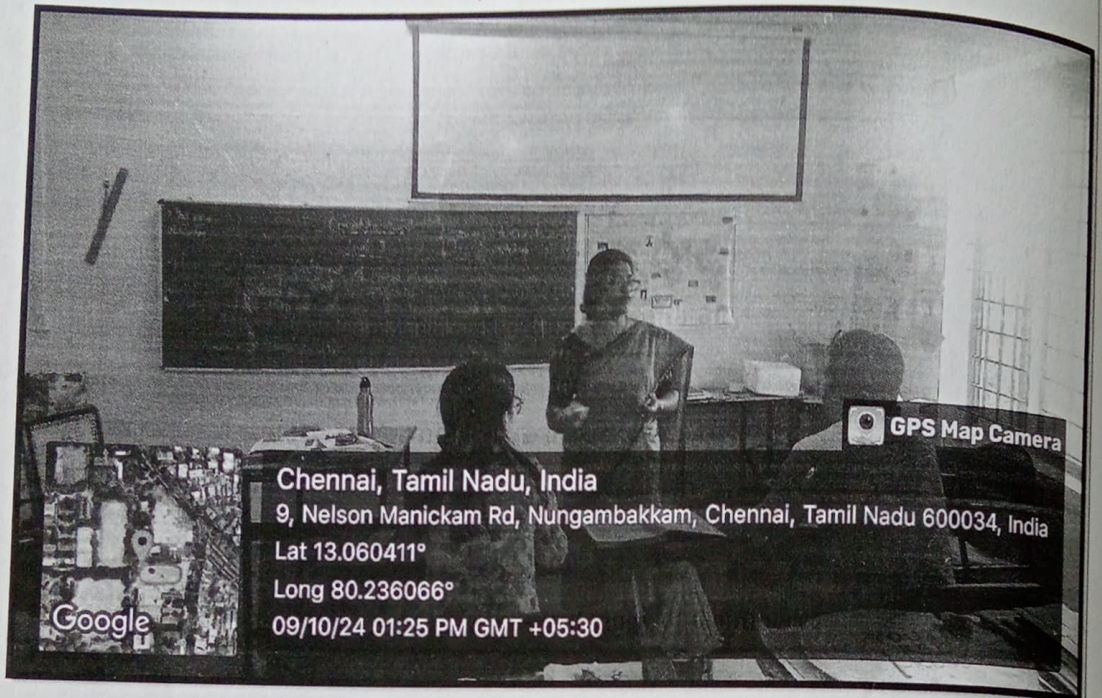 GPS Map Camera
Chennai, Tamil Nadu, India
9, Nelson Manickam Rd, Nungambakkam, Chennai, Tamil Nadu 600034, India
Lat 13.060411°
Long 80.236066°
09/10/24 01:25 PM GMT +05:30
Google